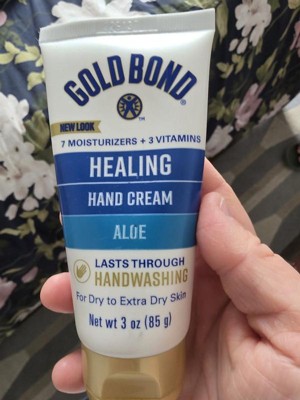 GOLD BOND®
™
NEW LOOK
7 MOISTURIZERS + 3 VITAMINS
HEALING
HAND CREAM
ALOE
LASTS THROUGH
HANDWASHING
For Dry to Extra Dry Skin
Net wt 3 oz (85 g)